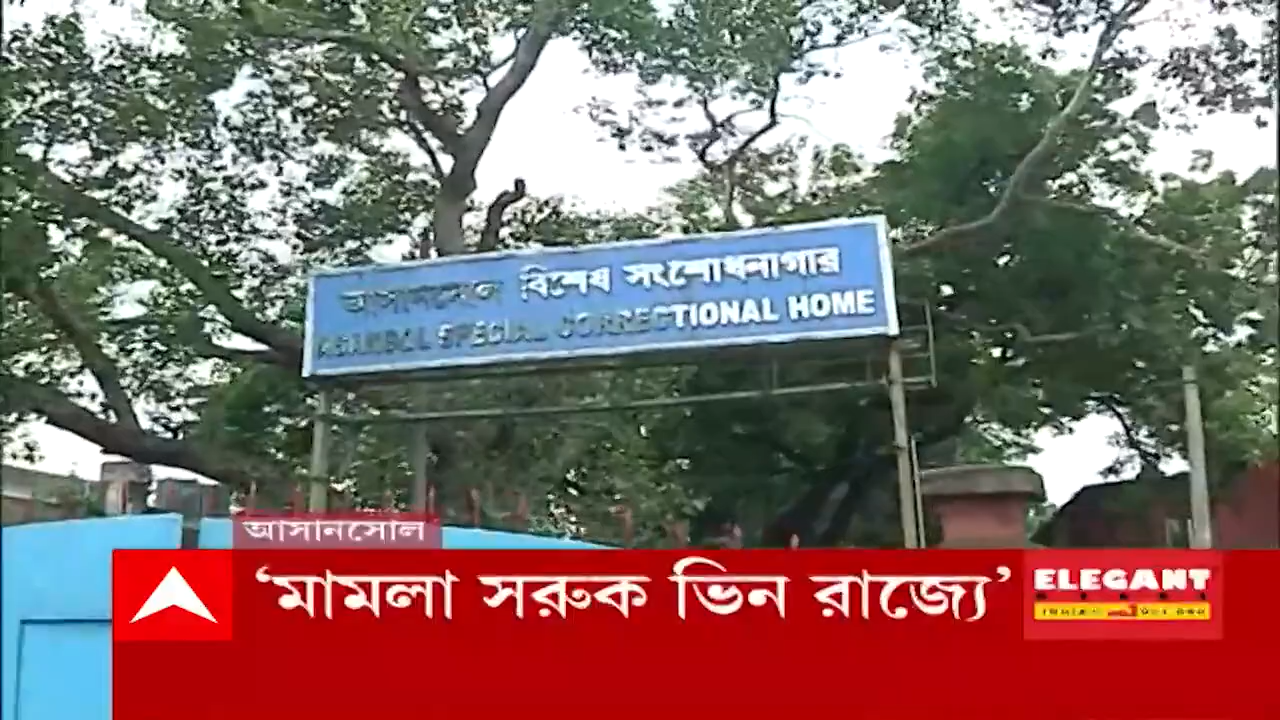 আসানসোল বিশেষ সংশোধনাগার
ASANSOL SPECIAL CORRECTIONAL HOME
আসানসোল
‘মামলা সরুক ভিন রাজ্যে’
ELEGANT